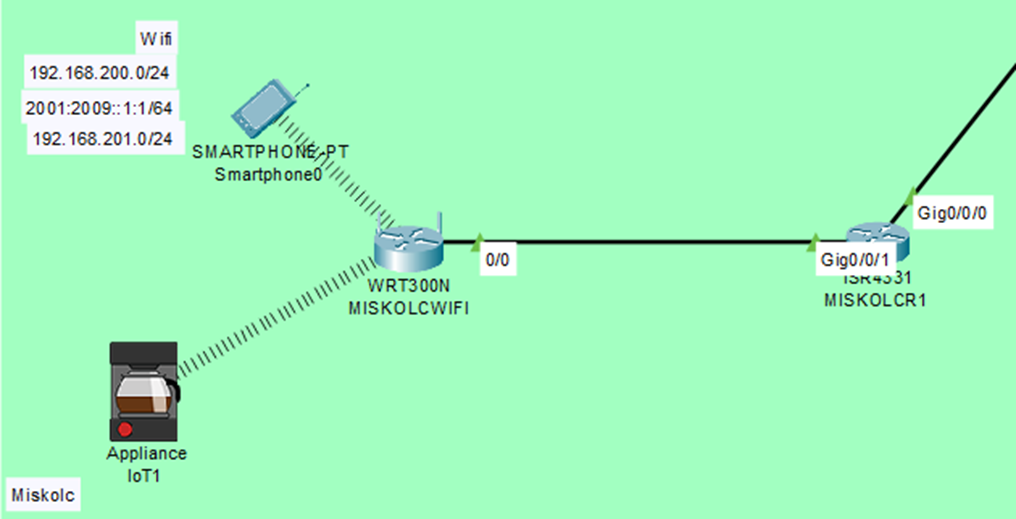 Wifi
192.168.200.0/24
2001:2009::1:1/64
192.168.201.0/24
SMARTPHONE-PT
Smartphone0
Gig0/0/0
0/0
Gig0/0/1
WRT300N
MISKOLCWIFI
ISR4331
MISKOLCR1
Appliance
IoT1
Miskolc